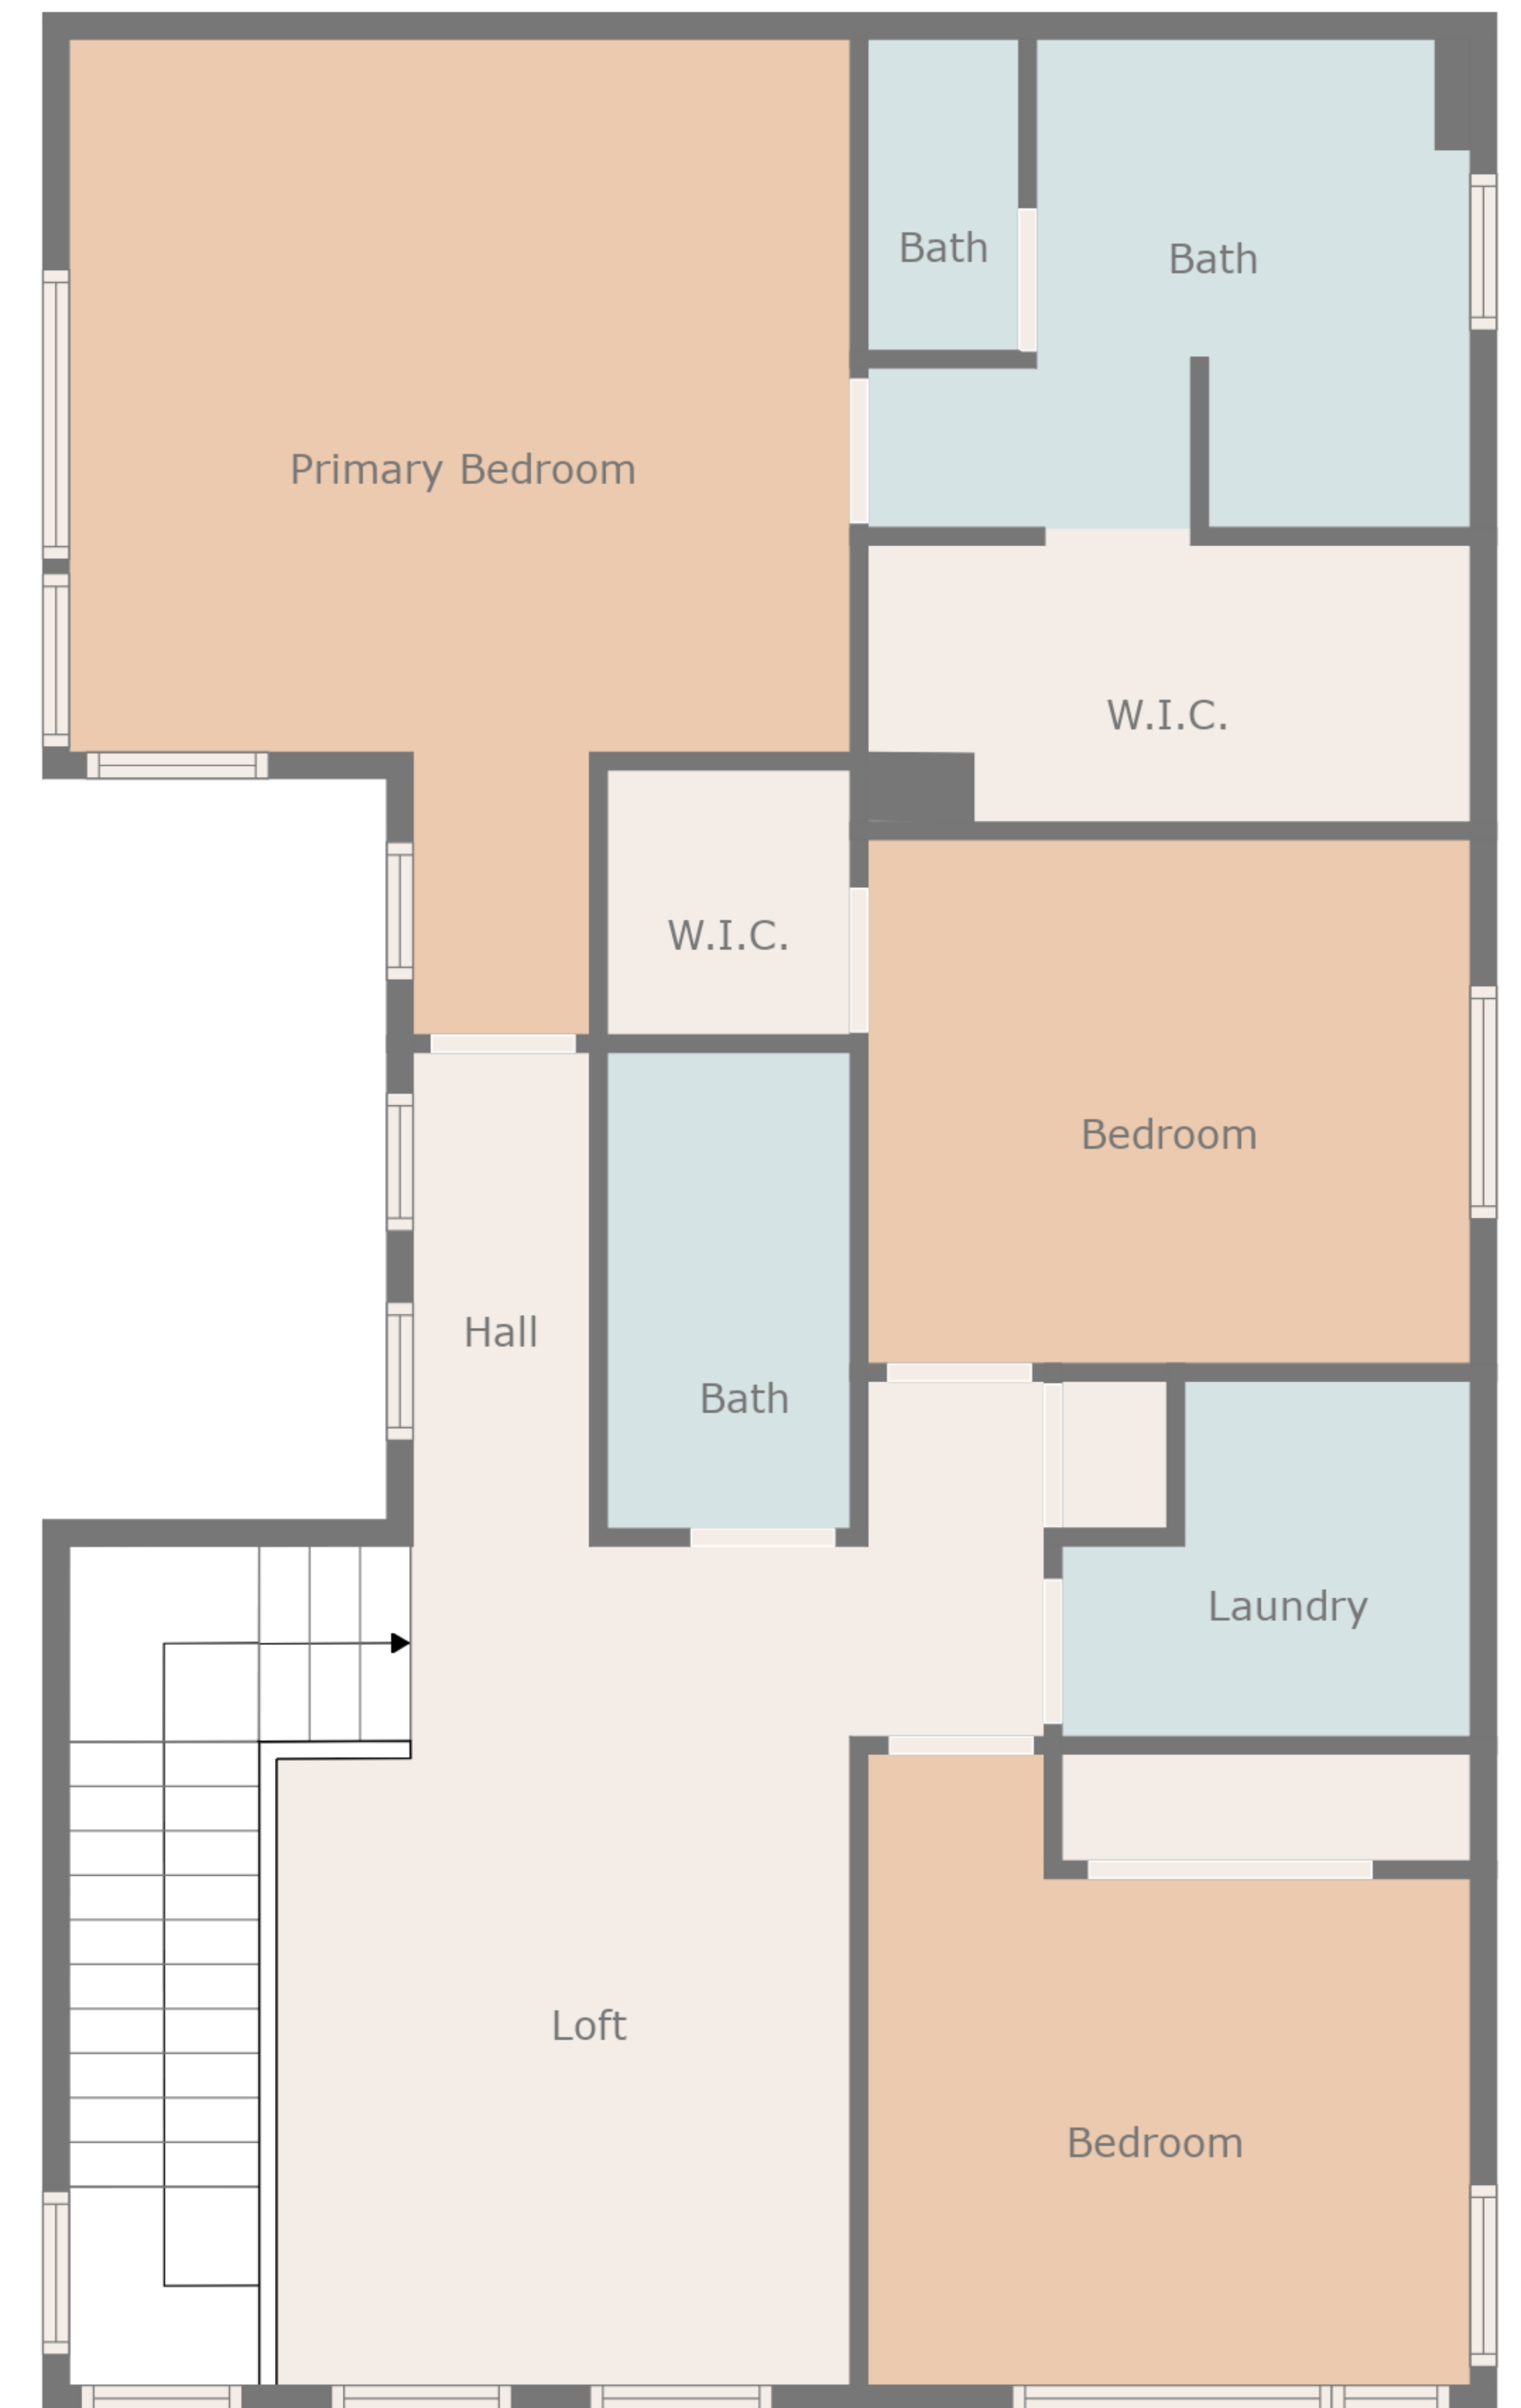 Bath
Bath
Primary Bedroom
W.I.C.
W.I.C.
Bedroom
Hall
Bath
Laundry
Loft
Bedroom